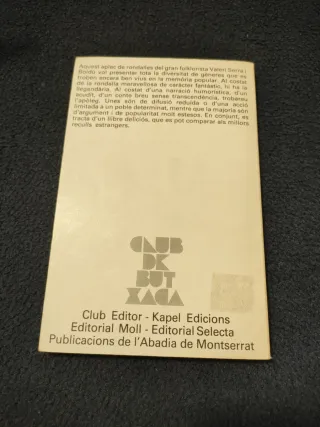 Aquest aplec de rondalles del gran folklorista Valeri Serra i
Boldú vol presentar tota la diversitat de gèneres que es
troben encara ben vius en la memòria popular. Al costat
de la rondalla meravellosa de caràcter fantàstic, hi ha la
llegendària. Al costat d'una narració humorística, d'un
acudit, d'un conte breu sense transcendència, trobareu
l'apòleg. Unes són de difusió reduïda o d'una acció
limitada a un poble determinat, mentre que la majoria són
d'argument i de popularitat molt estesos. En conjunt, es
tracta d'un llibre deliciós, que es pot comparar als millors
reculls estrangers.
CLUB
DE
BUT
XACA
Club Editor - Kapel Edicions
Editorial Moll - Editorial Selecta
Publicacions de l'Abadia de Montserrat